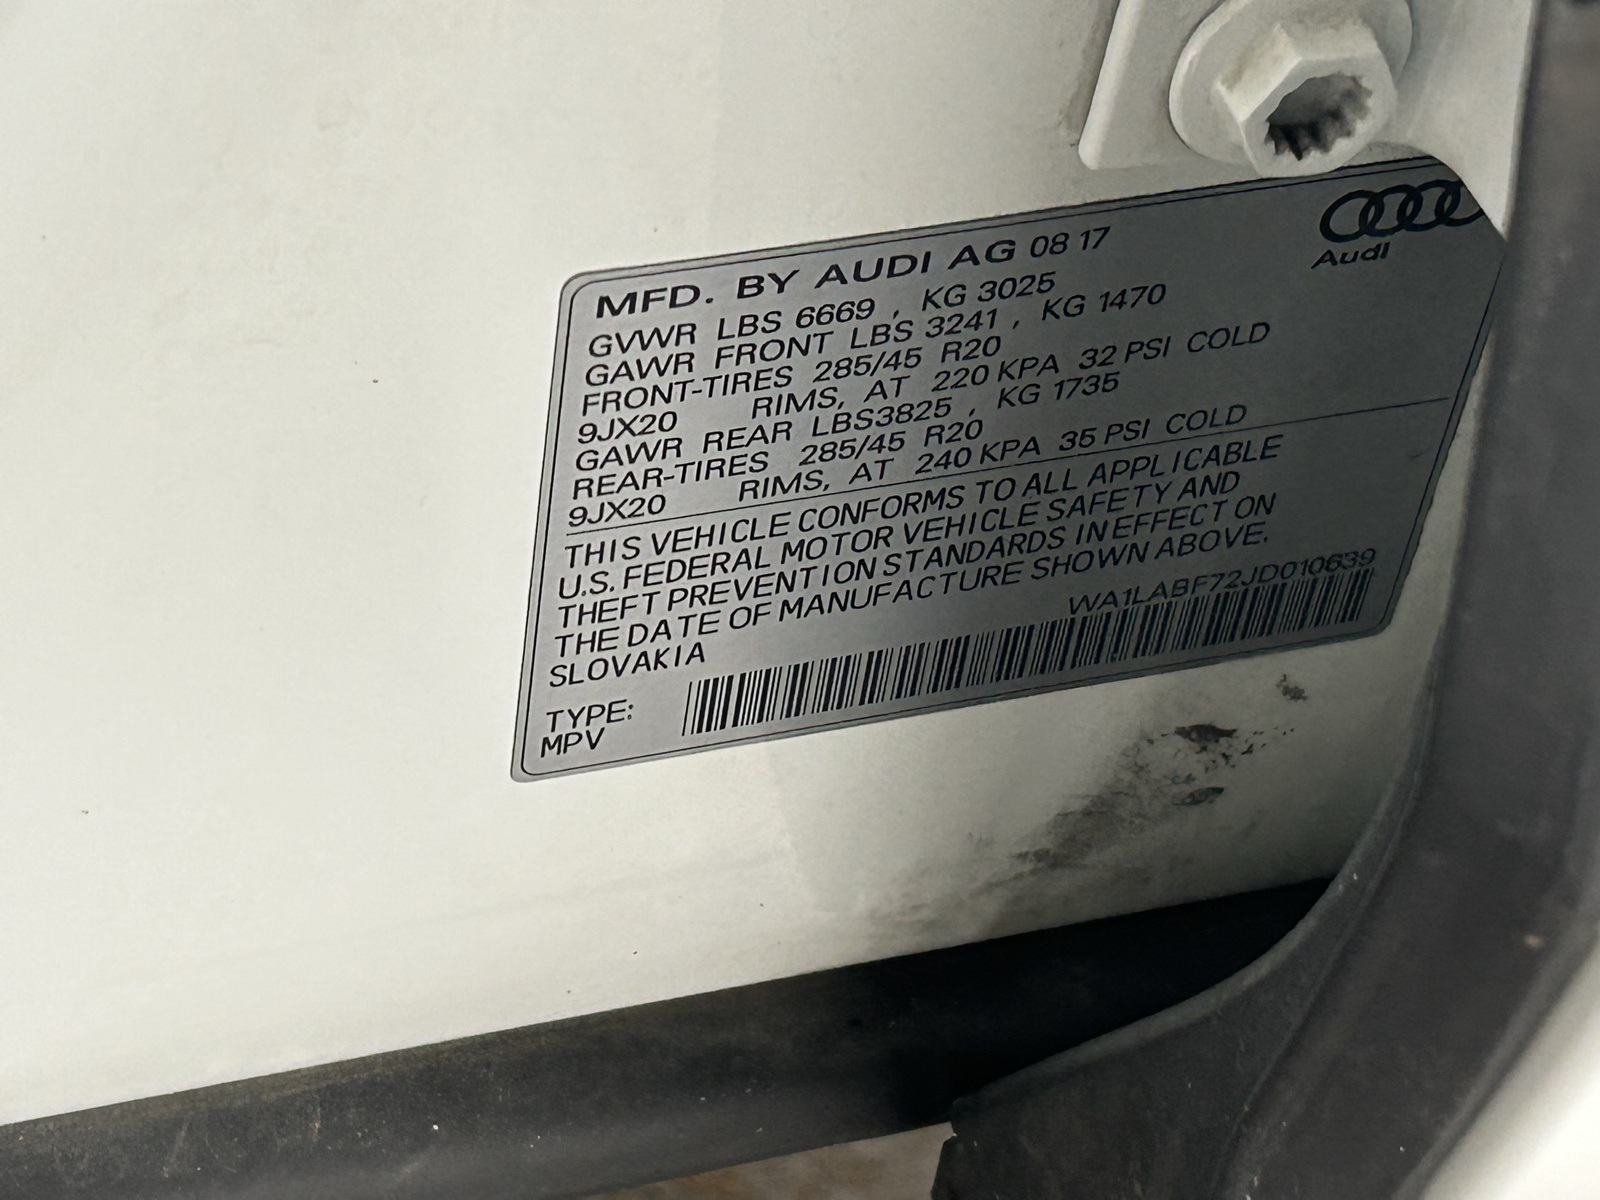 MFD. BY AUDI AG 08 17
Audi
GVWR LBS 6669 , KG 3025
GAWR FRONT LBS 3241 , KG 1470
FRONT-TIRES 285/45 R20
9JX20 RIMS, AT 220 KPA 32 PSI COLD
GAWR REAR LBS3825 , KG 1735
REAR-TIRES 285/45 R20
9JX20 RIMS, AT 240 KPA 35 PSI COLD
THIS VEHICLE CONFORMS TO ALL APPLICABLE
U.S. FEDERAL MOTOR VEHICLE SAFETY AND
THEFT PREVENTION STANDARDS IN EFFECT ON
THE DATE OF MANUFACTURE SHOWN ABOVE.
SLOVAKIA
WA1LABF72JD010639
TYPE:
MPV